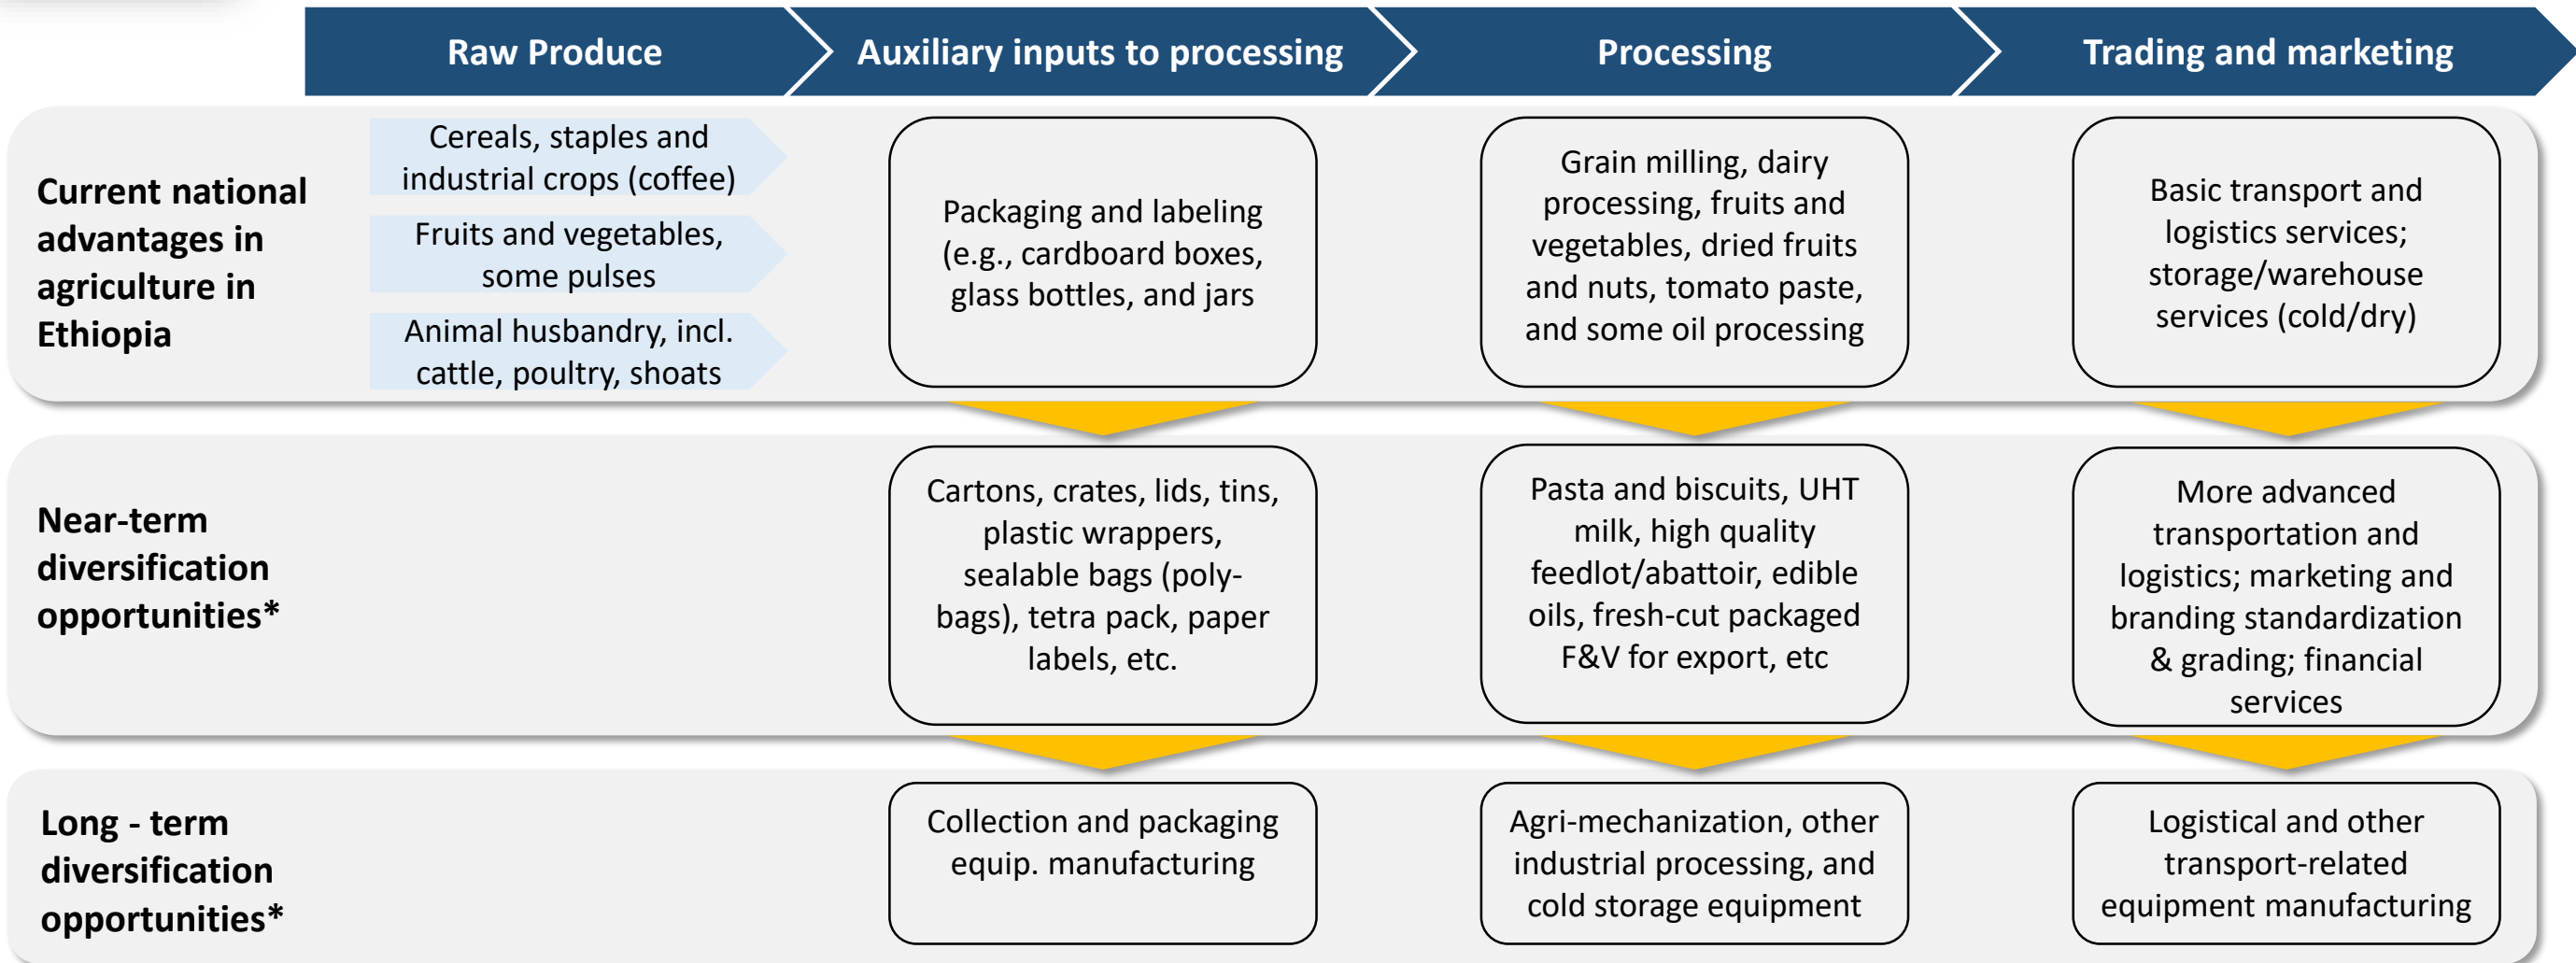 Raw Produce
Auxiliary inputs to processing
Processing
Trading and marketing
Current national
advantages in
agriculture in
Ethiopia
Cereals, staples and
industrial crops (coffee)
Fruits and vegetables,
some pulses
Animal husbandry, incl.
cattle, poultry, shoats
Packaging and labeling
(e.g., cardboard boxes,
glass bottles, and jars
Grain milling, dairy
processing, fruits and
vegetables, dried fruits
and nuts, tomato paste,
and some oil processing
Basic transport and
logistics services;
storage/warehouse
services (cold/dry)
Near-term
diversification
opportunities*
Cartons, crates, lids, tins,
plastic wrappers,
sealable bags (poly-
bags), tetra pack, paper
labels, etc.
Pasta and biscuits, UHT
milk, high quality
feedlot/abattoir, edible
oils, fresh-cut packaged
F&V for export, etc
More advanced
transportation and
logistics; marketing and
branding standardization
& grading; financial
services
Long - term
diversification
opportunities*
Collection and packaging
equip. manufacturing
Agri-mechanization, other
industrial processing, and
cold storage equipment
Logistical and other
transport-related
equipment manufacturing